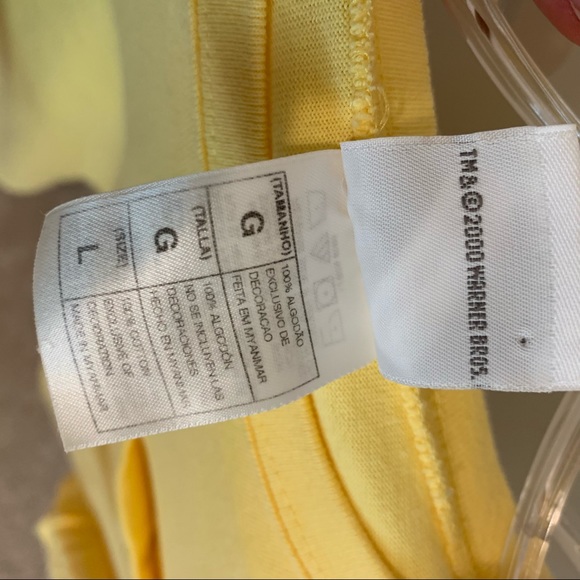 (TAMANHO)
G
100% ALGODÃO
EXCLUSIVO DE
DECORACAO
FEITA EM MYANMAR
(TALLA)
G
100% ALGODÓN
(NO SE INCLUYEN LAS
DECORACIONES)
HECHO EN MYANMAR
(SIZE)
L
100% COTTON
EXCLUSIVE OF
DECORATION
MADE IN MYANMAR
TM & © 2000 WARNER BROS.